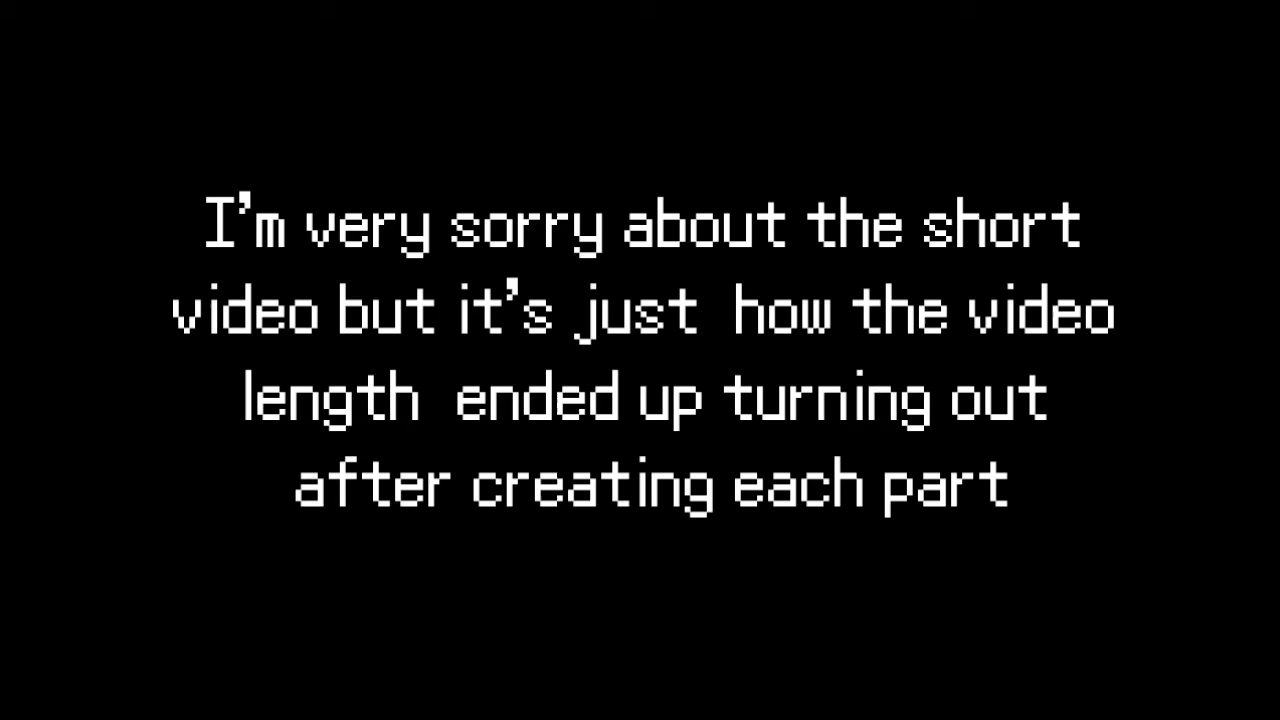 I'm very sorry about the short
video but it's just  how the video
length  ended up turning out
after creating each part